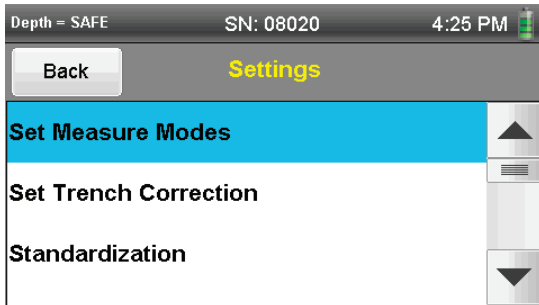 Depth = SAFE SN: 08020 4:25 PM
Back Settings
Set Measure Modes
Set Trench Correction
Standardization